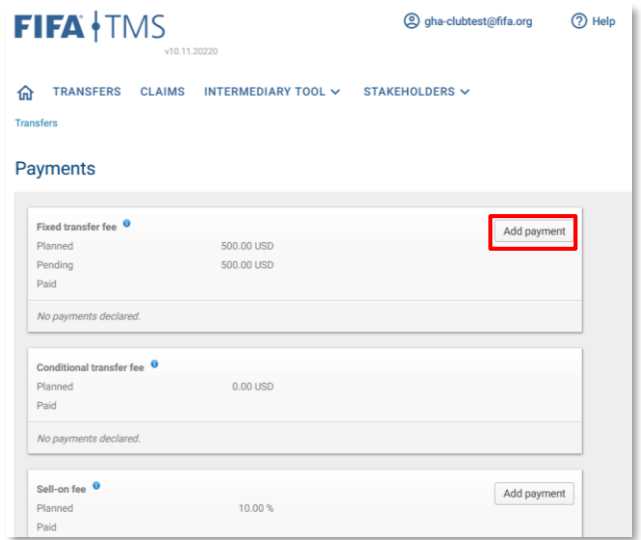 FIFA TMS
gha-clubtest@fifa.org Help
v10.11.20220
TRANSFERS CLAIMS INTERMEDIARY TOOL STAKEHOLDERS
Transfers
Payments
Fixed transfer fee
Add payment
Planned 500.00 USD
Pending 500.00 USD
Paid
No payments declared.
Conditional transfer fee
Planned 0.00 USD
Paid
No payments declared.
Sell-on fee
Add payment
Planned 10.00 %
Paid